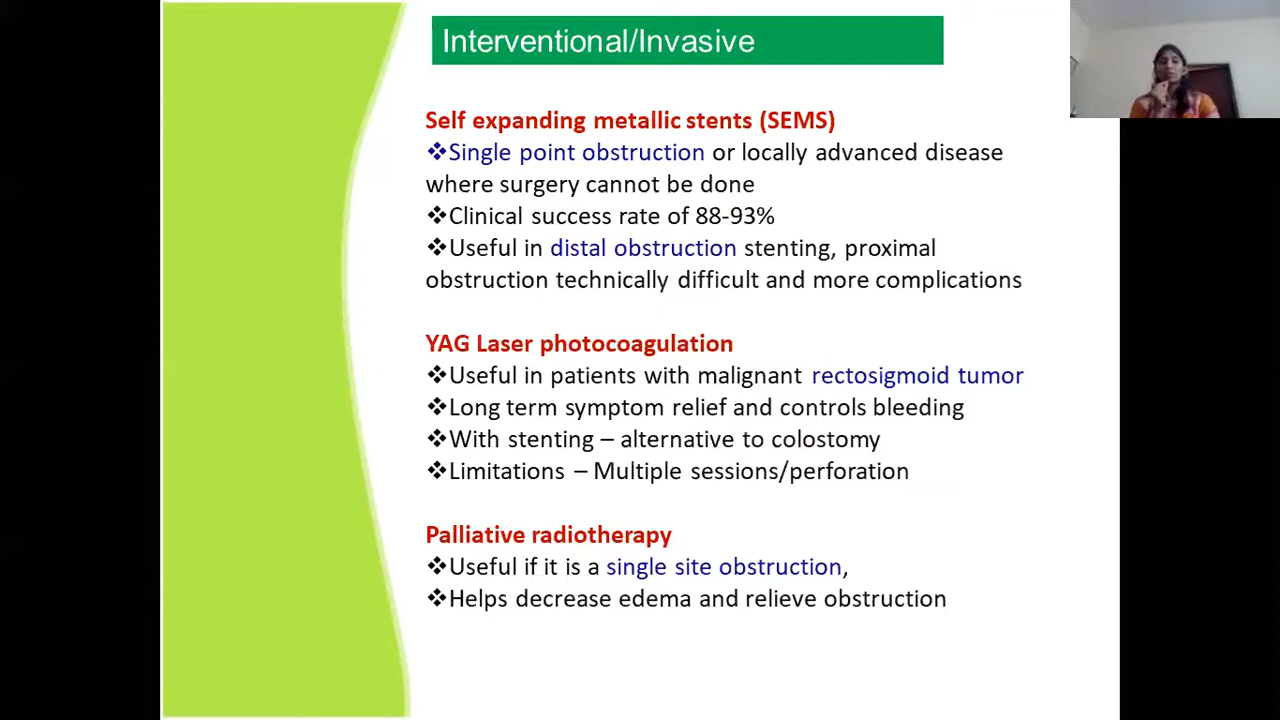 Interventional/Invasive
Self expanding metallic stents (SEMS)
❖Single point obstruction or locally advanced disease
where surgery cannot be done
❖Clinical success rate of 88-93%
❖Useful in distal obstruction stenting, proximal
obstruction technically difficult and more complications
YAG Laser photocoagulation
❖Useful in patients with malignant rectosigmoid tumor
❖Long term symptom relief and controls bleeding
❖With stenting – alternative to colostomy
❖Limitations – Multiple sessions/perforation
Palliative radiotherapy
❖Useful if it is a single site obstruction,
❖Helps decrease edema and relieve obstruction